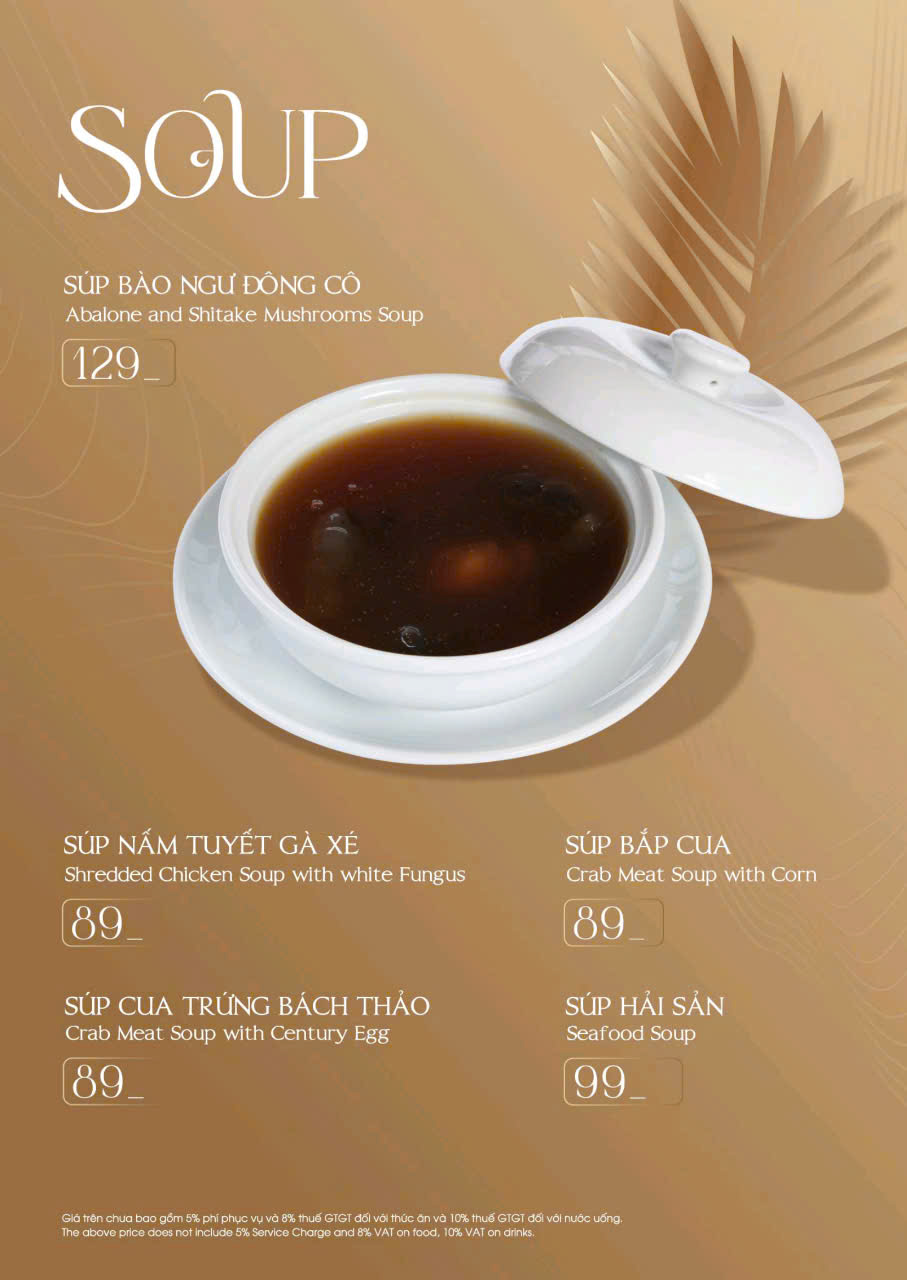 SOUP
SÚP BÀO NGƯ ĐÔNG CÔ
Abalone and Shitake Mushrooms Soup
129_
SÚP NẤM TUYẾT GÀ XÉ
Shredded Chicken Soup with white Fungus
89_
SÚP BẮP CUA
Crab Meat Soup with Corn
89_
SÚP CUA TRỨNG BÁCH THẢO
Crab Meat Soup with Century Egg
89_
SÚP HẢI SẢN
Seafood Soup
99_
Giá trên chưa bao gồm 5% phí phục vụ và 8% thuế GTGT đối với thức ăn và 10% thuế GTGT đối với nước uống.
The above price does not include 5% Service Charge and 8% VAT on food, 10% VAT on drinks.